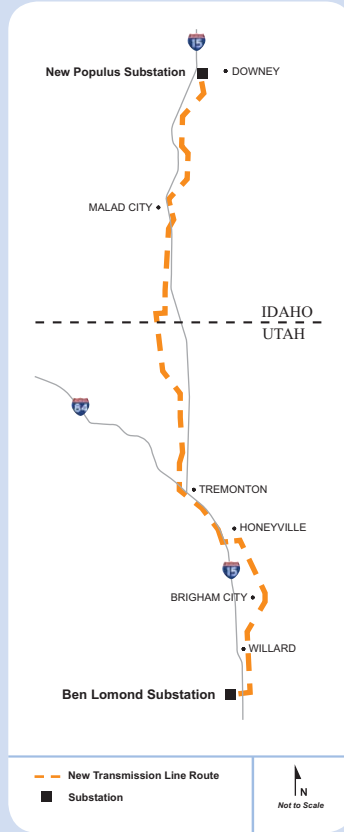 15
New Populus Substation
DOWNEY
MALAD CITY
IDAHO
UTAH
84
TREMONTON
HONEYVILLE
15
BRIGHAM CITY
WILLARD
Ben Lomond Substation
New Transmission Line Route
Substation
N
Not to Scale